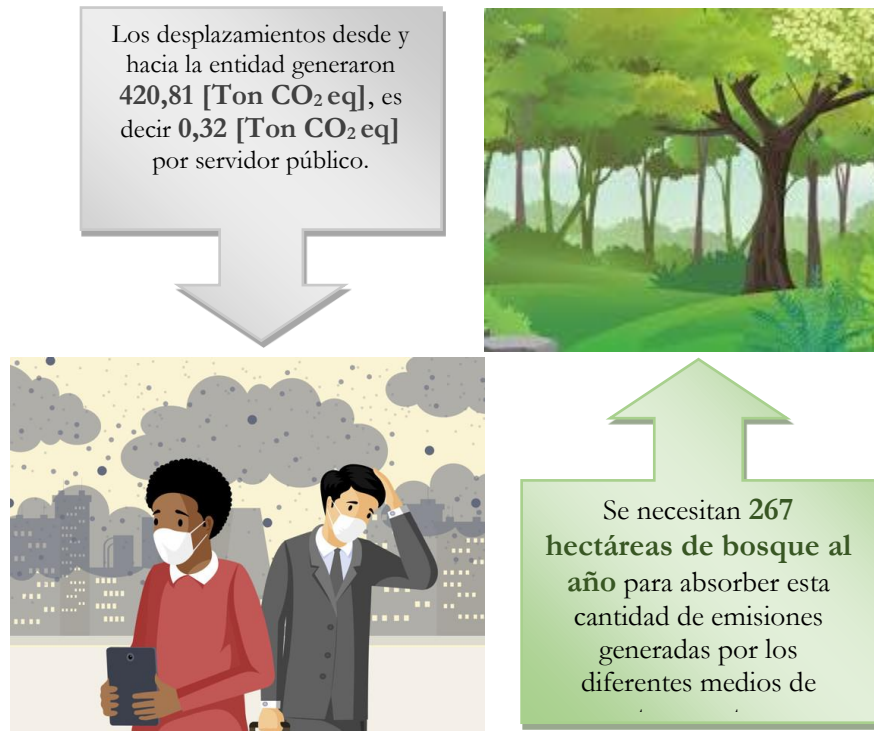 Los desplazamientos desde y
hacia la entidad generaron
420,81 [Ton CO₂ eq], es
decir 0,32 [Ton CO₂ eq]
por servidor público.
Se necesitan 267
hectáreas de bosque al
año para absorber esta
cantidad de emisiones
generadas por los
diferentes medios de